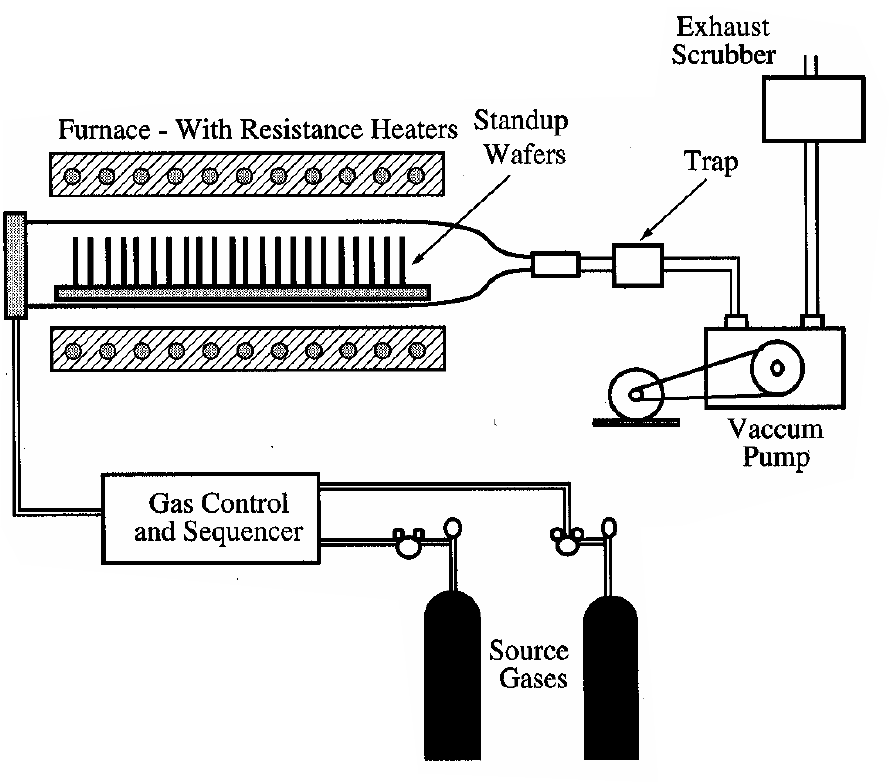 Exhaust
Scrubber
Furnace - With Resistance Heaters
Standup
Wafers
Trap
Vaccum
Pump
Gas Control
and Sequencer
Source
Gases